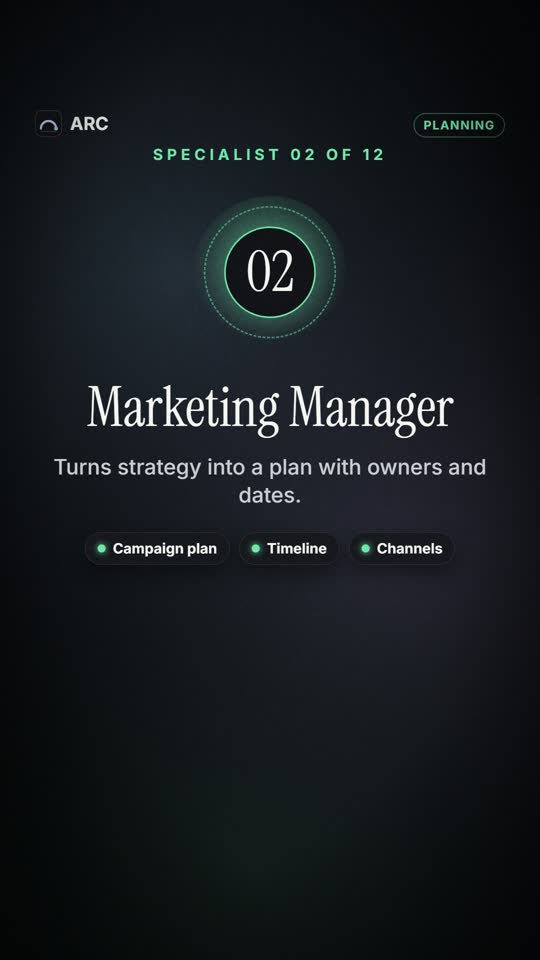 ARC
PLANNING
SPECIALIST 02 OF 12
02
Marketing Manager
Turns strategy into a plan with owners and
dates.
Campaign plan
Timeline
Channels